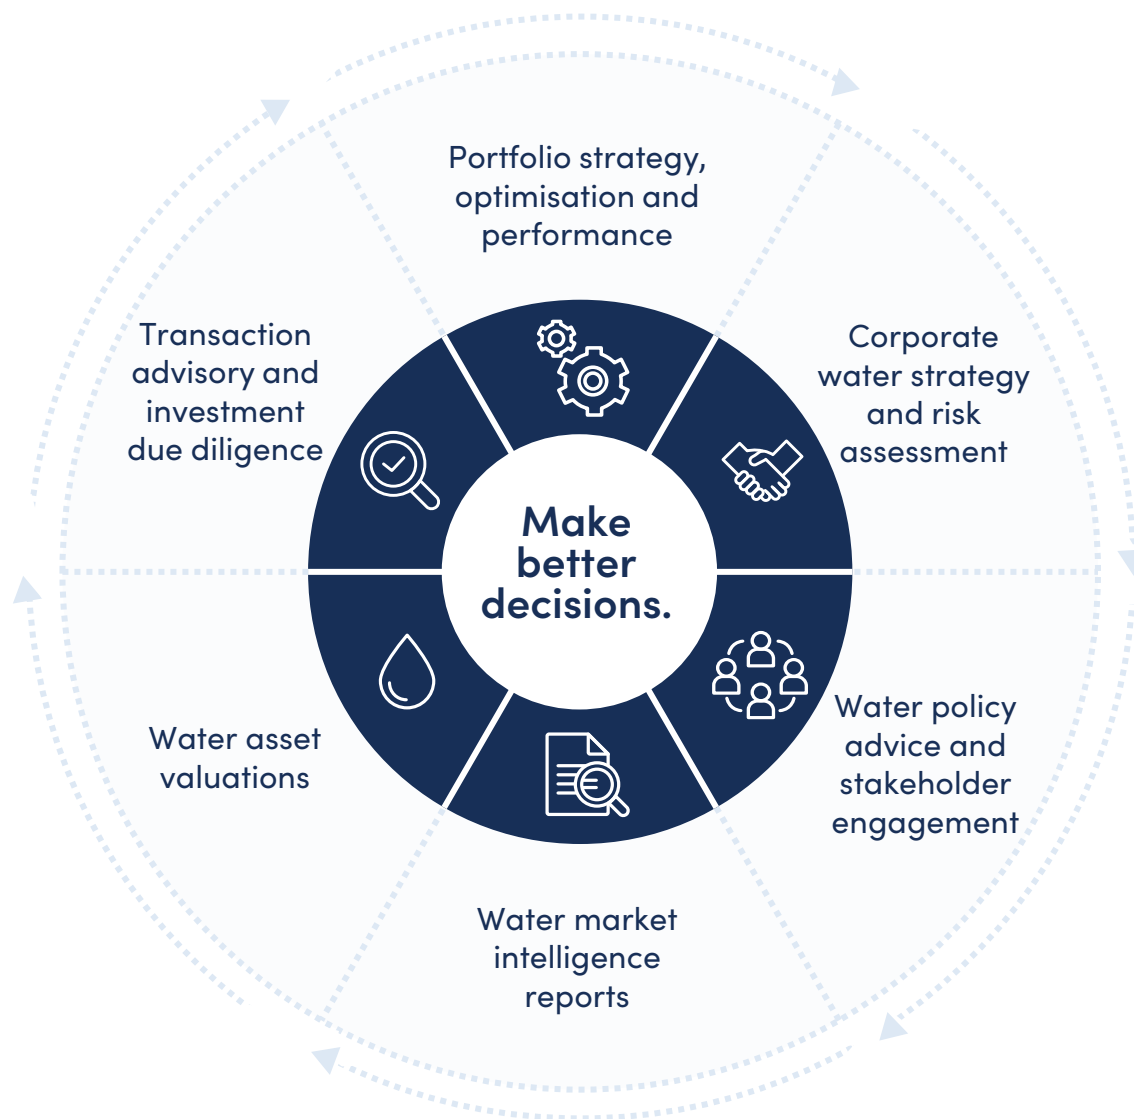 Portfolio strategy,
optimisation and
performance
Corporate
water strategy
and risk
assessment
Water policy
advice and
stakeholder
engagement
Water market
intelligence
reports
Water asset
valuations
Transaction
advisory and
investment
due diligence
Make
better
decisions.